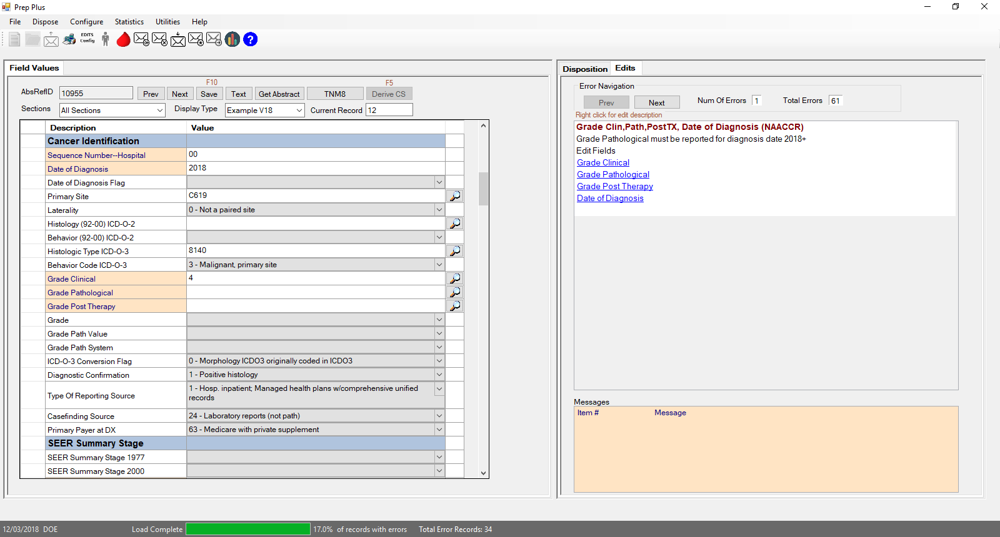 Prep Plus
File Dispose Configure Statistics Utilities Help
EDITS
Config
Field Values
F10 F5
AbsRefID 10955 Prev Next Save Text Get Abstract TNM8 Derive CS
Sections All Sections Display Type Example V18 Current Record 12
Description Value
Cancer Identification
Sequence Number--Hospital 00
Date of Diagnosis 2018
Date of Diagnosis Flag
Primary Site C619
Laterality 0 - Not a paired site
Histology (92-00) ICD-O-2
Behavior (92-00) ICD-O-2
Histologic Type ICD-O-3 8140
Behavior Code ICD-O-3 3 - Malignant, primary site
Grade Clinical 4
Grade Pathological
Grade Post Therapy
Grade
Grade Path Value
Grade Path System
ICD-O-3 Conversion Flag 0 - Morphology ICDO3 originally coded in ICDO3
Diagnostic Confirmation 1 - Positive histology
Type Of Reporting Source 1 - Hosp. inpatient; Managed health plans w/comprehensive unified
records
Casefinding Source 24 - Laboratory reports (not path)
Primary Payer at DX 63 - Medicare with private supplement
SEER Summary Stage
SEER Summary Stage 1977
SEER Summary Stage 2000
Disposition Edits
Error Navigation
Prev Next Num Of Errors 1 Total Errors 61
Right click for edit description
Grade Clin,Path,PostTX, Date of Diagnosis (NAACCR)
Grade Pathological must be reported for diagnosis date 2018+
Edit Fields
Grade Clinical
Grade Pathological
Grade Post Therapy
Date of Diagnosis
Messages
Item # Message
12/03/2018 DOE Load Complete 17.0% of records with errors Total Error Records: 34